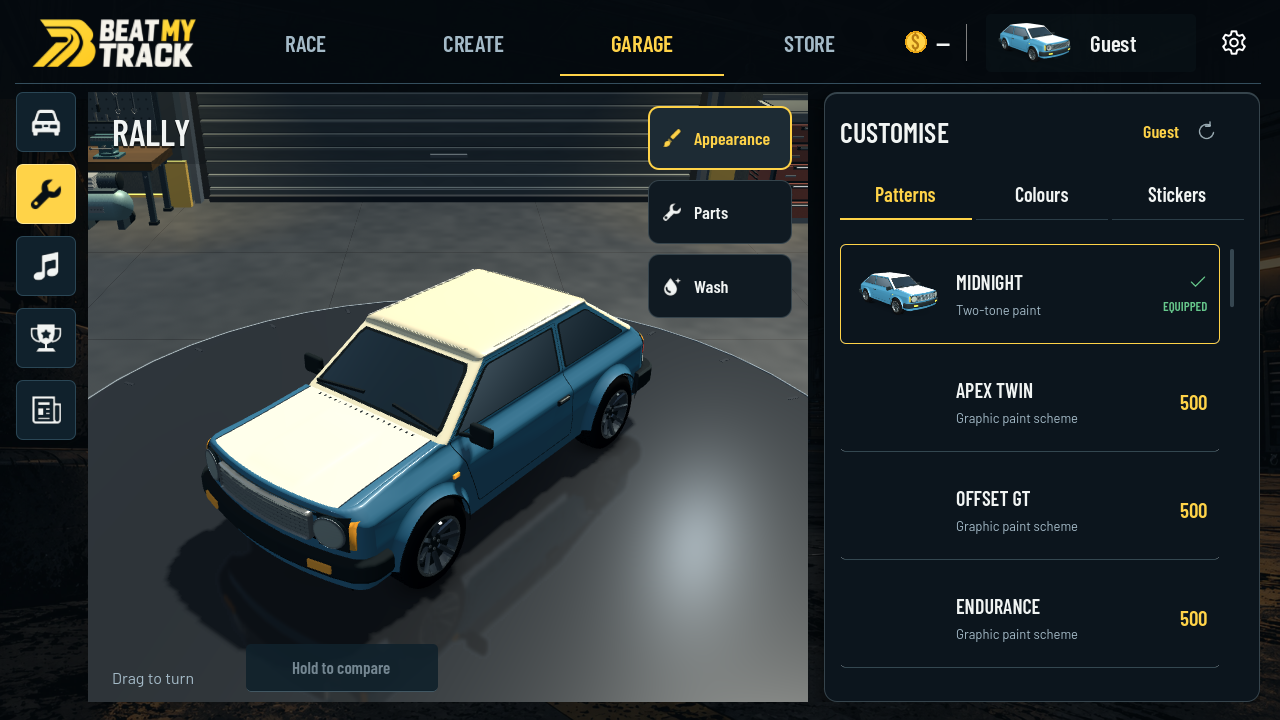 BEATMY
TRACK
RACE
CREATE
GARAGE
STORE
$ –
Guest
RALLY
Appearance
Parts
Wash
Drag to turn
Hold to compare
CUSTOMISE
Guest
Patterns
Colours
Stickers
MIDNIGHT
Two-tone paint
EQUIPPED
APEX TWIN
Graphic paint scheme
500
OFFSET GT
Graphic paint scheme
500
ENDURANCE
Graphic paint scheme
500